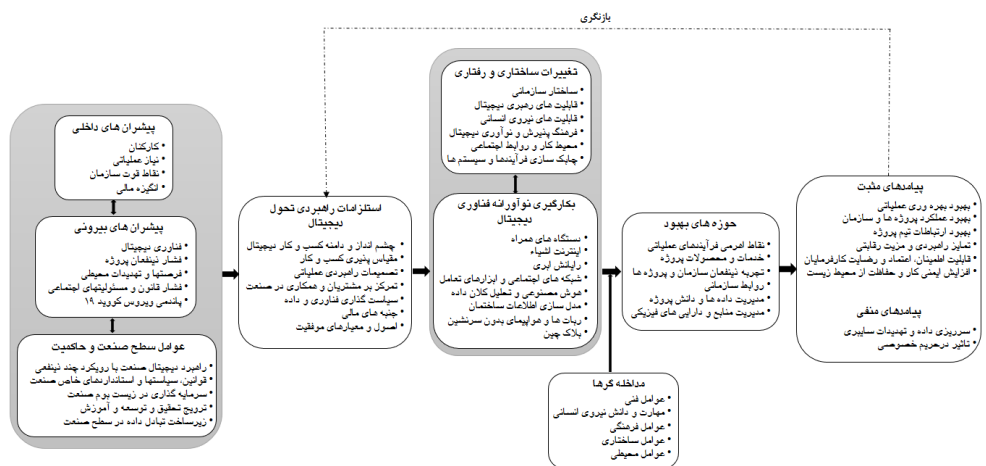 بازنگری
پیشران های داخلی
• کارکنان
• نیاز عملیاتی
• نقاط قوت سازمان
• انگیزه مالی
پیشران های بیرونی
• فناوری دیجیتال
• فشار ذینفعان پروژه
• فرصتها و تهدیدات محیطی
• فشار قانون و مسئولیتهای اجتماعی
• پاندمی ویروس کووید ۱۹
عوامل سطح صنعت و حاکمیت
• راهبرد دیجیتال صنعت با رویکرد چند ذینفعی
• قوانین، سیاستها و استانداردهای خاص صنعت
• سرمایه گذاری در زیست بوم صنعت
• ترویج تحقیق و توسعه و آموزش
• زیرساخت تبادل داده در سطح صنعت
استلزامات راهبردی تحول
دیجیتال
• چشم انداز و دامنه کسب و کار دیجیتال
• مقیاس پذیری کسب و کار
• تصمیمات راهبردی عملیاتی
• تمرکز بر مشتریان و همکاری در صنعت
• سیاست گذاری فناوری و داده
• جنبه های مالی
• اصول و معیارهای موفقیت
تغییرات ساختاری و رفتاری
• ساختار سازمانی
• قابلیت های رهبری دیجیتال
• قابلیت های نیروی انسانی
• فرهنگ پذیرش و نوآوری دیجیتال
• محیط کار و روابط اجتماعی
• چابک سازی فرآیندها و سیستم ها
بکارگیری نوآورانه فناوری
دیجیتال
• دستگاه های همراه
• اینترنت اشیاء
• رایانش ابری
• شبکه های اجتماعی و ابزارهای تعامل
• هوش مصنوعی و تحلیل کلان داده
• مدل سازی اطلاعات ساختمان
• ربات ها و هواپیمای بدون سرنشین
• بلاک چین
مداخله گرها
• عوامل فنی
• مهارت و دانش نیروی انسانی
• عوامل فرهنگی
• عوامل ساختاری
• عوامل محیطی
حوزه های بهبود
• نقاط اهرمی فرآیندهای عملیاتی
• خدمات و محصولات پروژه
• تجربه ذینفعان سازمان و پروژه ها
• روابط سازمانی
• مدیریت داده ها و دانش پروژه
• مدیریت منابع و دارایی های فیزیکی
پیامدهای مثبت
• بهبود بهره وری عملیاتی
• بهبود عملکرد پروژه ها و سازمان
• بهبود ارتباطات تیم پروژه
• تمایز راهبردی و مزیت رقابتی
• قابلیت اطمینان، اعتماد و رضایت کارفرمایان
• افزایش ایمنی کار و حفاظت از محیط زیست
پیامدهای منفی
• سرریزی داده و تهدیدات سایبری
• تاثیر درحریم خصوصی